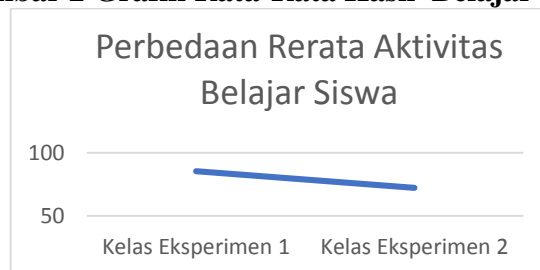 Perbedaan Rerata Aktivitas
Belajar Siswa
100
50
Kelas Eksperimen 1 Kelas Eksperimen 2